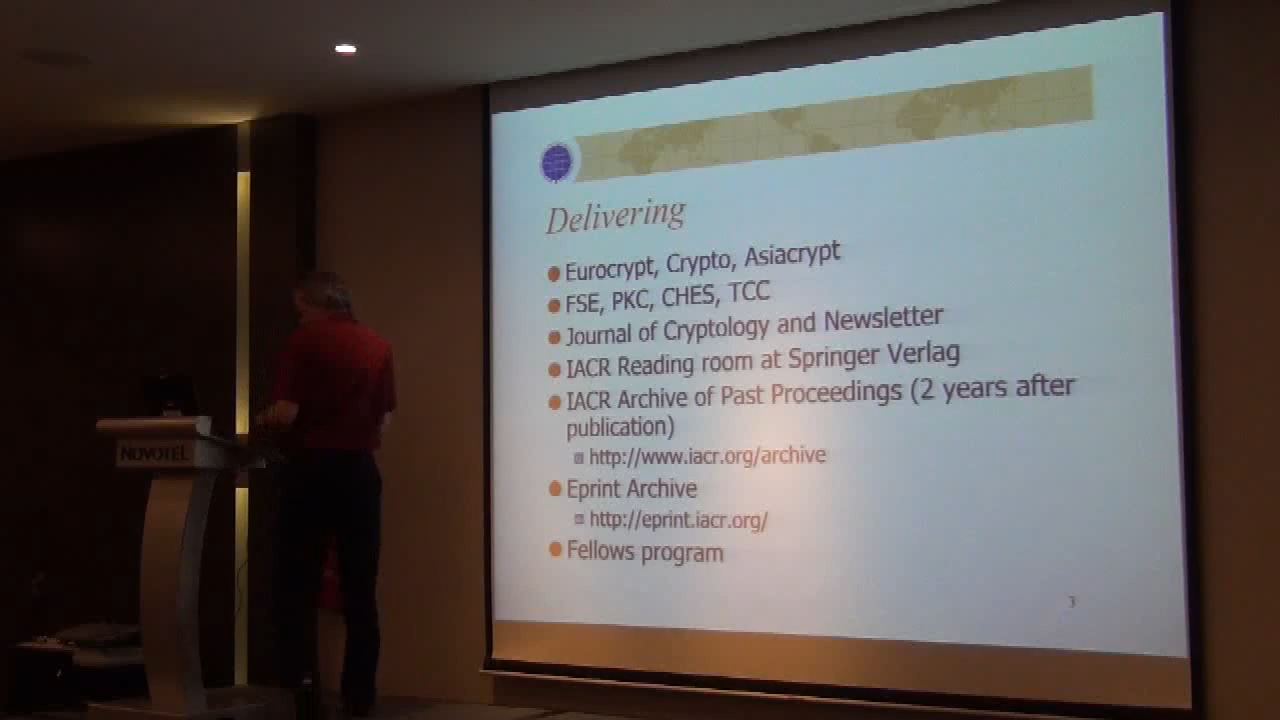 Delivering
Eurocrypt, Crypto, Asiacrypt
FSE, PKC, CHES, TCC
Journal of Cryptology and Newsletter
IACR Reading room at Springer Verlag
IACR Archive of Past Proceedings (2 years after
publication)
http://www.iacr.org/archive
Eprint Archive
http://eprint.iacr.org/
Fellows program
3
NOVOTEL